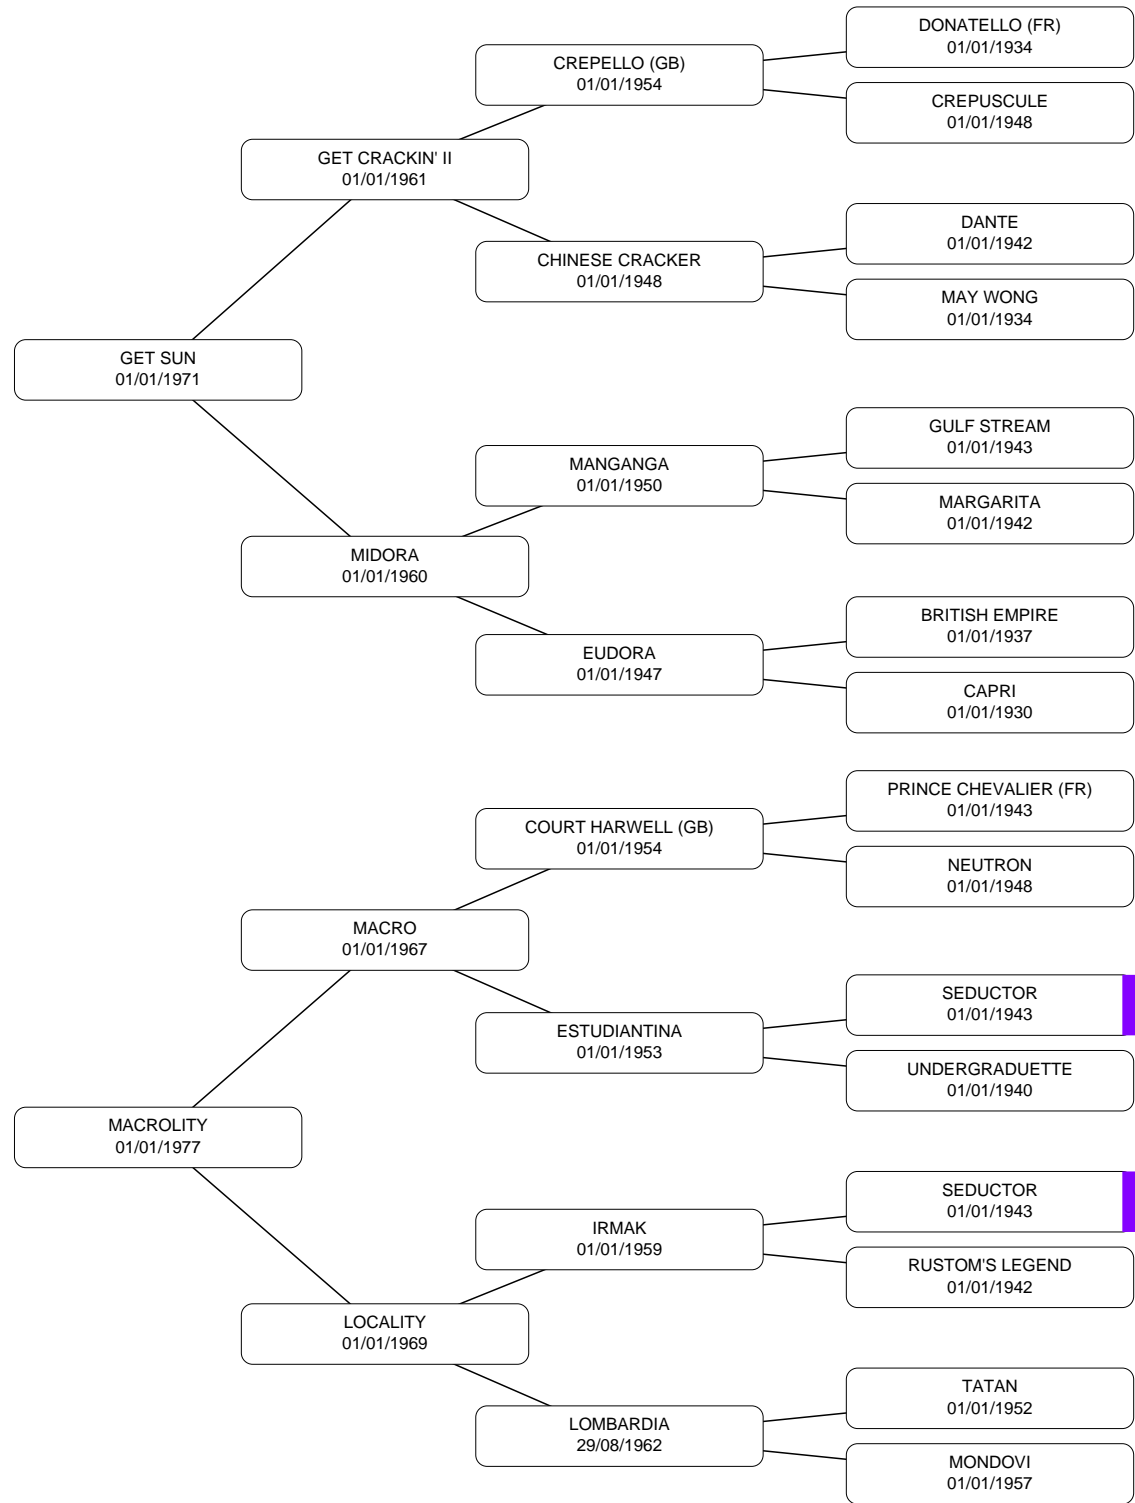 DONATELLO (FR)
01/01/1934
CREPELLO (GB)
01/01/1954
CREPUSCULE
01/01/1948
GET CRACKIN' II
01/01/1961
DANTE
01/01/1942
CHINESE CRACKER
01/01/1948
MAY WONG
01/01/1934
GET SUN
01/01/1971
GULF STREAM
01/01/1943
MANGANGA
01/01/1950
MARGARITA
01/01/1942
MIDORA
01/01/1960
BRITISH EMPIRE
01/01/1937
EUDORA
01/01/1947
CAPRI
01/01/1930
PRINCE CHEVALIER (FR)
01/01/1943
COURT HARWELL (GB)
01/01/1954
NEUTRON
01/01/1948
MACRO
01/01/1967
SEDUCTOR
01/01/1943
ESTUDIANTINA
01/01/1953
UNDERGRADUETTE
01/01/1940
MACROLITY
01/01/1977
SEDUCTOR
01/01/1943
IRMAK
01/01/1959
RUSTOM'S LEGEND
01/01/1942
LOCALITY
01/01/1969
TATAN
01/01/1952
LOMBARDIA
29/08/1962
MONDOVI
01/01/1957